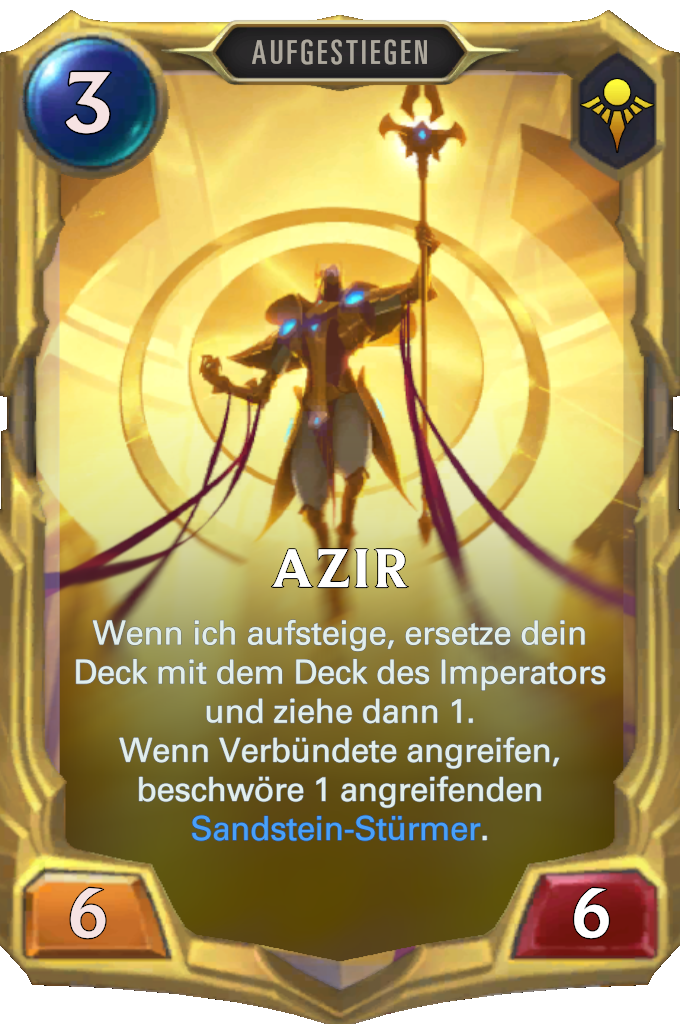 AUFGESTIEGEN
3
AZIR
Wenn ich aufsteige, ersetze dein
Deck mit dem Deck des Imperators
und ziehe dann 1.
Wenn Verbündete angreifen,
beschwöre 1 angreifenden
Sandstein-Stürmer.
6
6